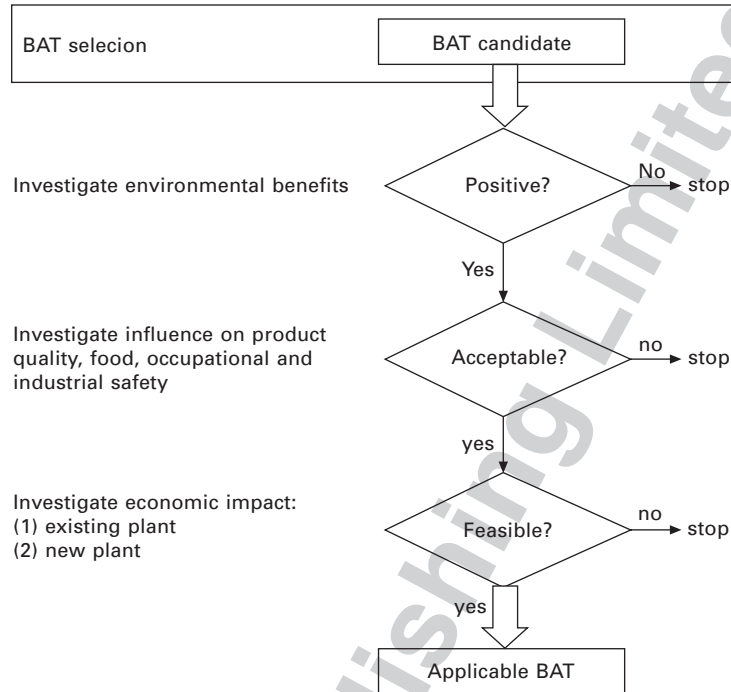 BAT selecion
BAT candidate
Investigate environmental benefits
Positive?
No
stop
Yes
Investigate influence on product
quality, food, occupational and
industrial safety
Acceptable?
no
stop
yes
Investigate economic impact:
(1) existing plant
(2) new plant
Feasible?
no
stop
yes
Applicable BAT
lishing Limite